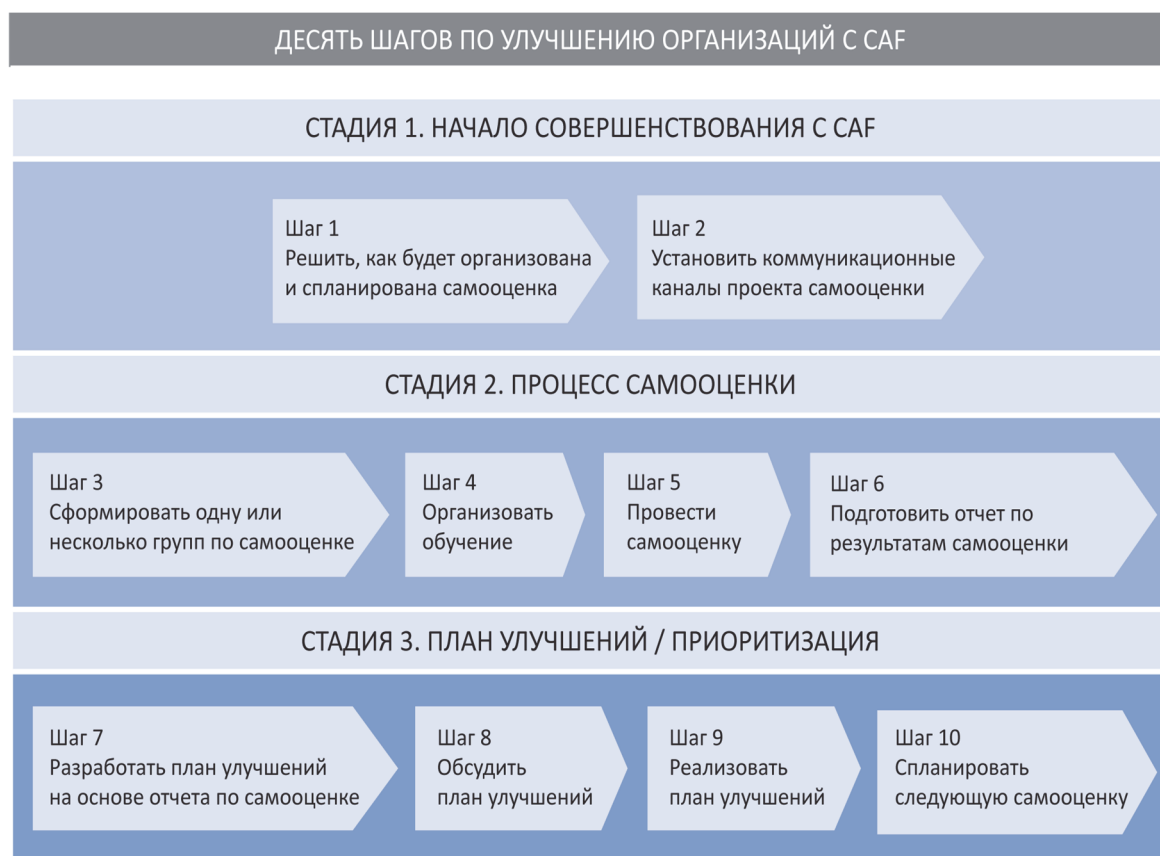 ДЕСЯТЬ ШАГОВ ПО УЛУЧШЕНИЮ ОРГАНИЗАЦИЙ С CAF
СТАДИЯ 1. НАЧАЛО СОВЕРШЕНСТВОВАНИЯ С CAF
Шаг 1
Решить, как будет организована
и спланирована самооценка
Шаг 2
Установить коммуникационные
каналы проекта самооценки
СТАДИЯ 2. ПРОЦЕСС САМООЦЕНКИ
Шаг 3
Сформировать одну или
несколько групп по самооценке
Шаг 4
Организовать
обучение
Шаг 5
Провести
самооценку
Шаг 6
Подготовить отчет по
результатам самооценки
СТАДИЯ 3. ПЛАН УЛУЧШЕНИЙ / ПРИОРИТИЗАЦИЯ
Шаг 7
Разработать план улучшений
на основе отчета по самооценке
Шаг 8
Обсудить
план улучшений
Шаг 9
Реализовать
план улучшений
Шаг 10
Спланировать
следующую самооценку